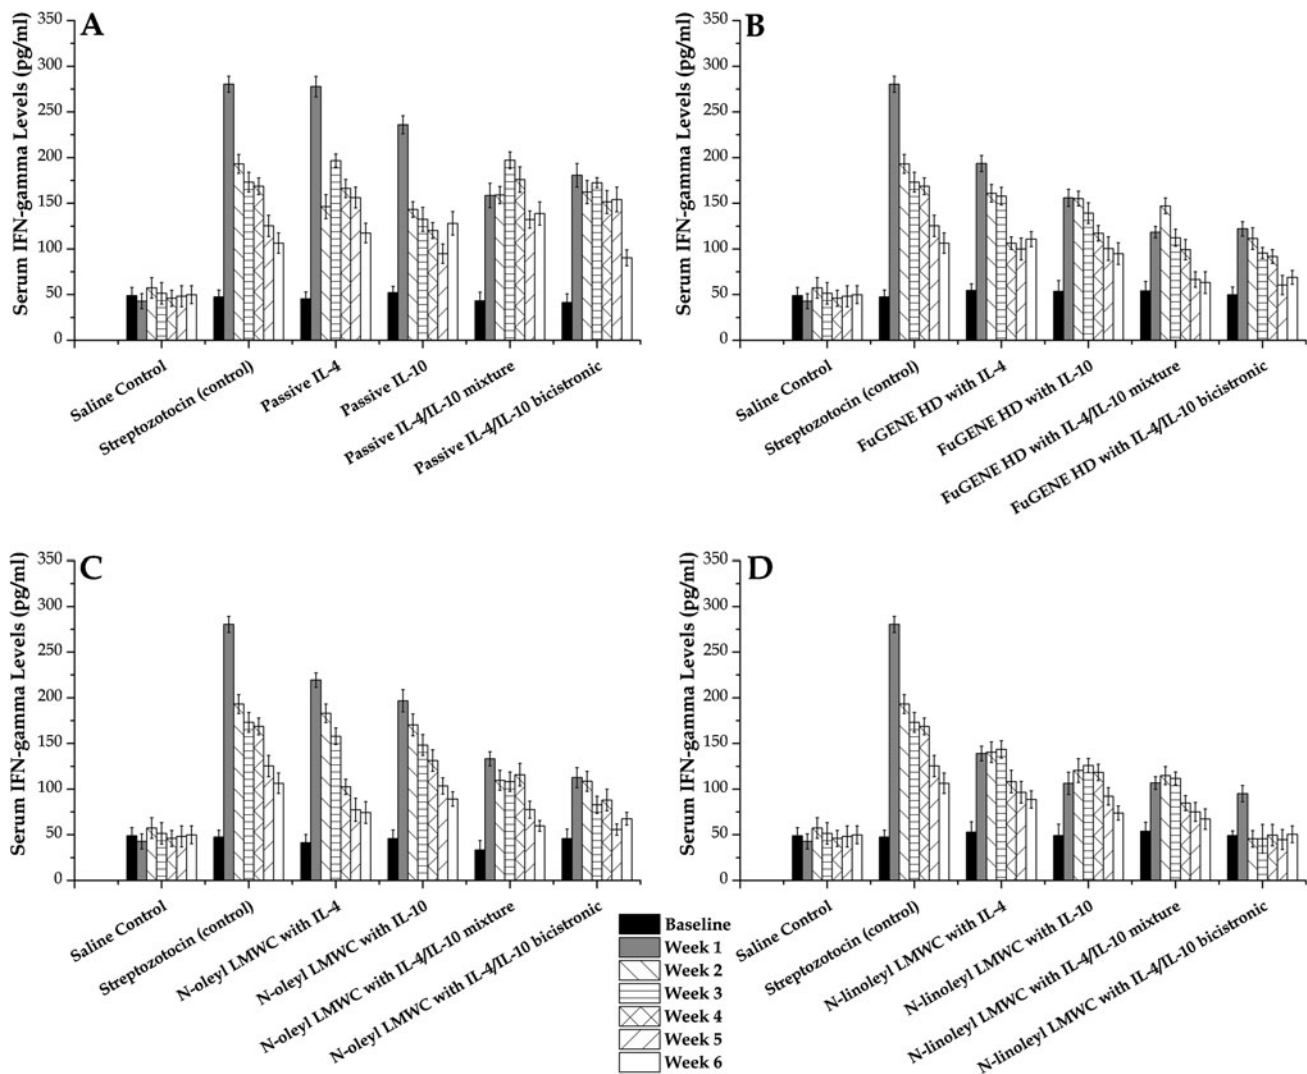 A
Serum IFN-gamma Levels (pg/ml)
350
300
250
200
150
100
50
0
Saline Control
Streptozotocin (control)
Passive IL-4
Passive IL-10
Passive IL-4/IL-10 mixture
Passive IL-4/IL-10 bicistronic
B
Serum IFN-gamma Levels (pg/ml)
350
300
250
200
150
100
50
0
Saline Control
Streptozotocin (control)
FuGENE HD with IL-4
FuGENE HD with IL-10
FuGENE HD with IL-4/IL-10 mixture
FuGENE HD with IL-4/IL-10 bicistronic
C
Serum IFN-gamma Levels (pg/ml)
350
300
250
200
150
100
50
0
Saline Control
Streptozotocin (control)
N-oleyl LMWC with IL-4
N-oleyl LMWC with IL-10
N-oleyl LMWC with IL-4/IL-10 mixture
N-oleyl LMWC with IL-4/IL-10 bicistronic
D
Serum IFN-gamma Levels (pg/ml)
350
300
250
200
150
100
50
0
Saline Control
Streptozotocin (control)
N-linoleyl LMWC with IL-4
N-linoleyl LMWC with IL-10
N-linoleyl LMWC with IL-4/IL-10 mixture
N-linoleyl LMWC with IL-4/IL-10 bicistronic
Baseline
Week 1
Week 2
Week 3
Week 4
Week 5
Week 6